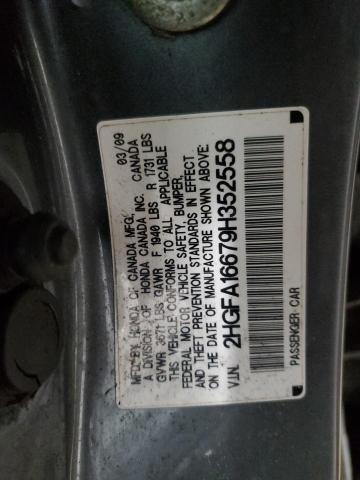 MFD. BY HONDA OF CANADA MFG. 03/09
A DIVISION OF HONDA CANADA INC. CANADA
GVWR 3671 LBS GAWR F 1940 LBS R 1731 LBS
THIS VEHICLE CONFORMS TO ALL APPLICABLE
FEDERAL MOTOR VEHICLE SAFETY, BUMPER,
AND THEFT PREVENTION STANDARDS IN EFFECT
ON THE DATE OF MANUFACTURE SHOWN ABOVE:
2HGFA16679H352558
V.I.N. PASSENGER CAR